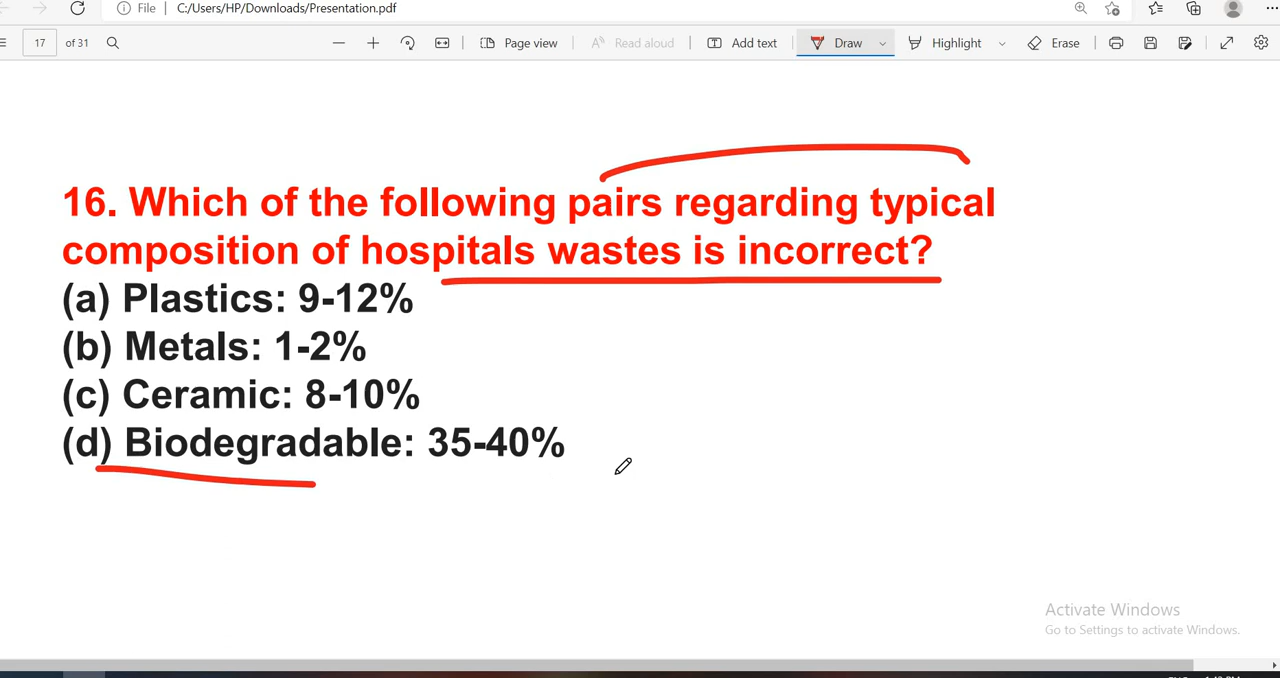 File
C:/Users/HP/Downloads/Presentation.pdf
17 of 31
Page view
Read aloud
Add text
Draw
Highlight
Erase
16. Which of the following pairs regarding typical
composition of hospitals wastes is incorrect?
(a) Plastics: 9-12%
(b) Metals: 1-2%
(c) Ceramic: 8-10%
(d) Biodegradable: 35-40%
Activate Windows
Go to Settings to activate Windows.